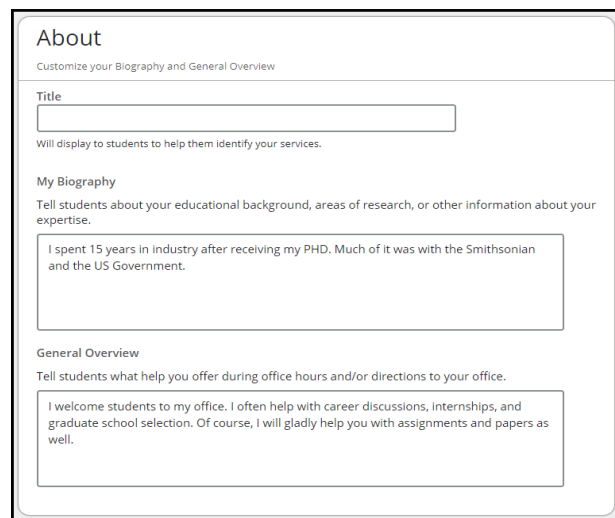 About
Customize your Biography and General Overview
Title
Will display to students to help them identify your services.
My Biography
Tell students about your educational background, areas of research, or other information about your
expertise.
I spent 15 years in industry after receiving my PHD. Much of it was with the Smithsonian
and the US Government.
General Overview
Tell students what help you offer during office hours and/or directions to your office.
I welcome students to my office. I often help with career discussions, internships, and
graduate school selection. Of course, I will gladly help you with assignments and papers as
well.